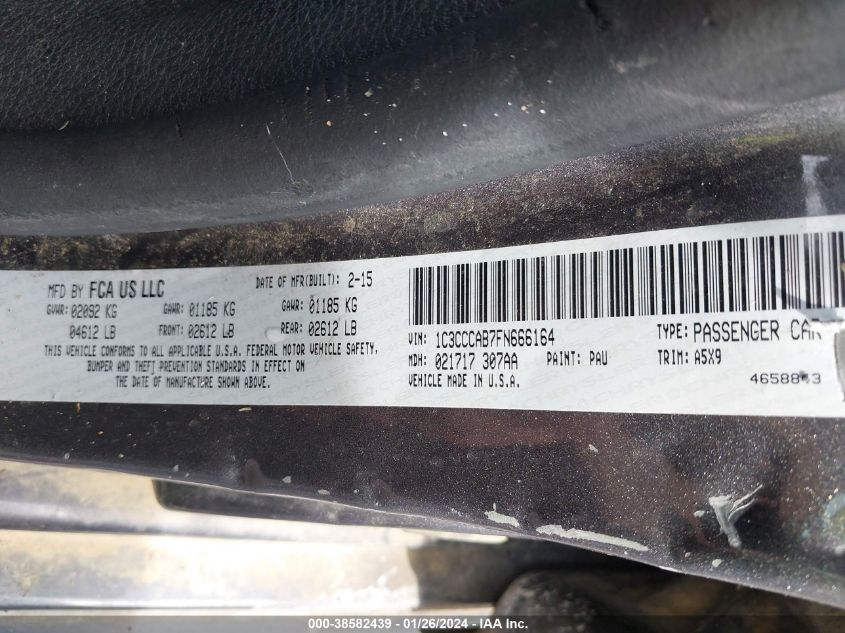 MFD BY FCA US LLC DATE OF MFR(BUILT): 2-15
GVWR: 02092 KG GAWR: 01185 KG GAWR: 01185 KG
04612 LB FRONT: 02612 LB REAR: 02612 LB
THIS VEHICLE CONFORMS TO ALL APPLICABLE U.S.A. FEDERAL MOTOR VEHICLE SAFETY,
BUMPER AND THEFT PREVENTION STANDARDS IN EFFECT ON
THE DATE OF MANUFACTURE SHOWN ABOVE.
VIN: 1C3CCCAB7FN666164 TYPE: PASSENGER CAR
MDH: 021717 307AA PAINT: PAU TRIM: A5X9
VEHICLE MADE IN U.S.A.
4658843
000-38582439 - 01/26/2024 - IAA Inc.